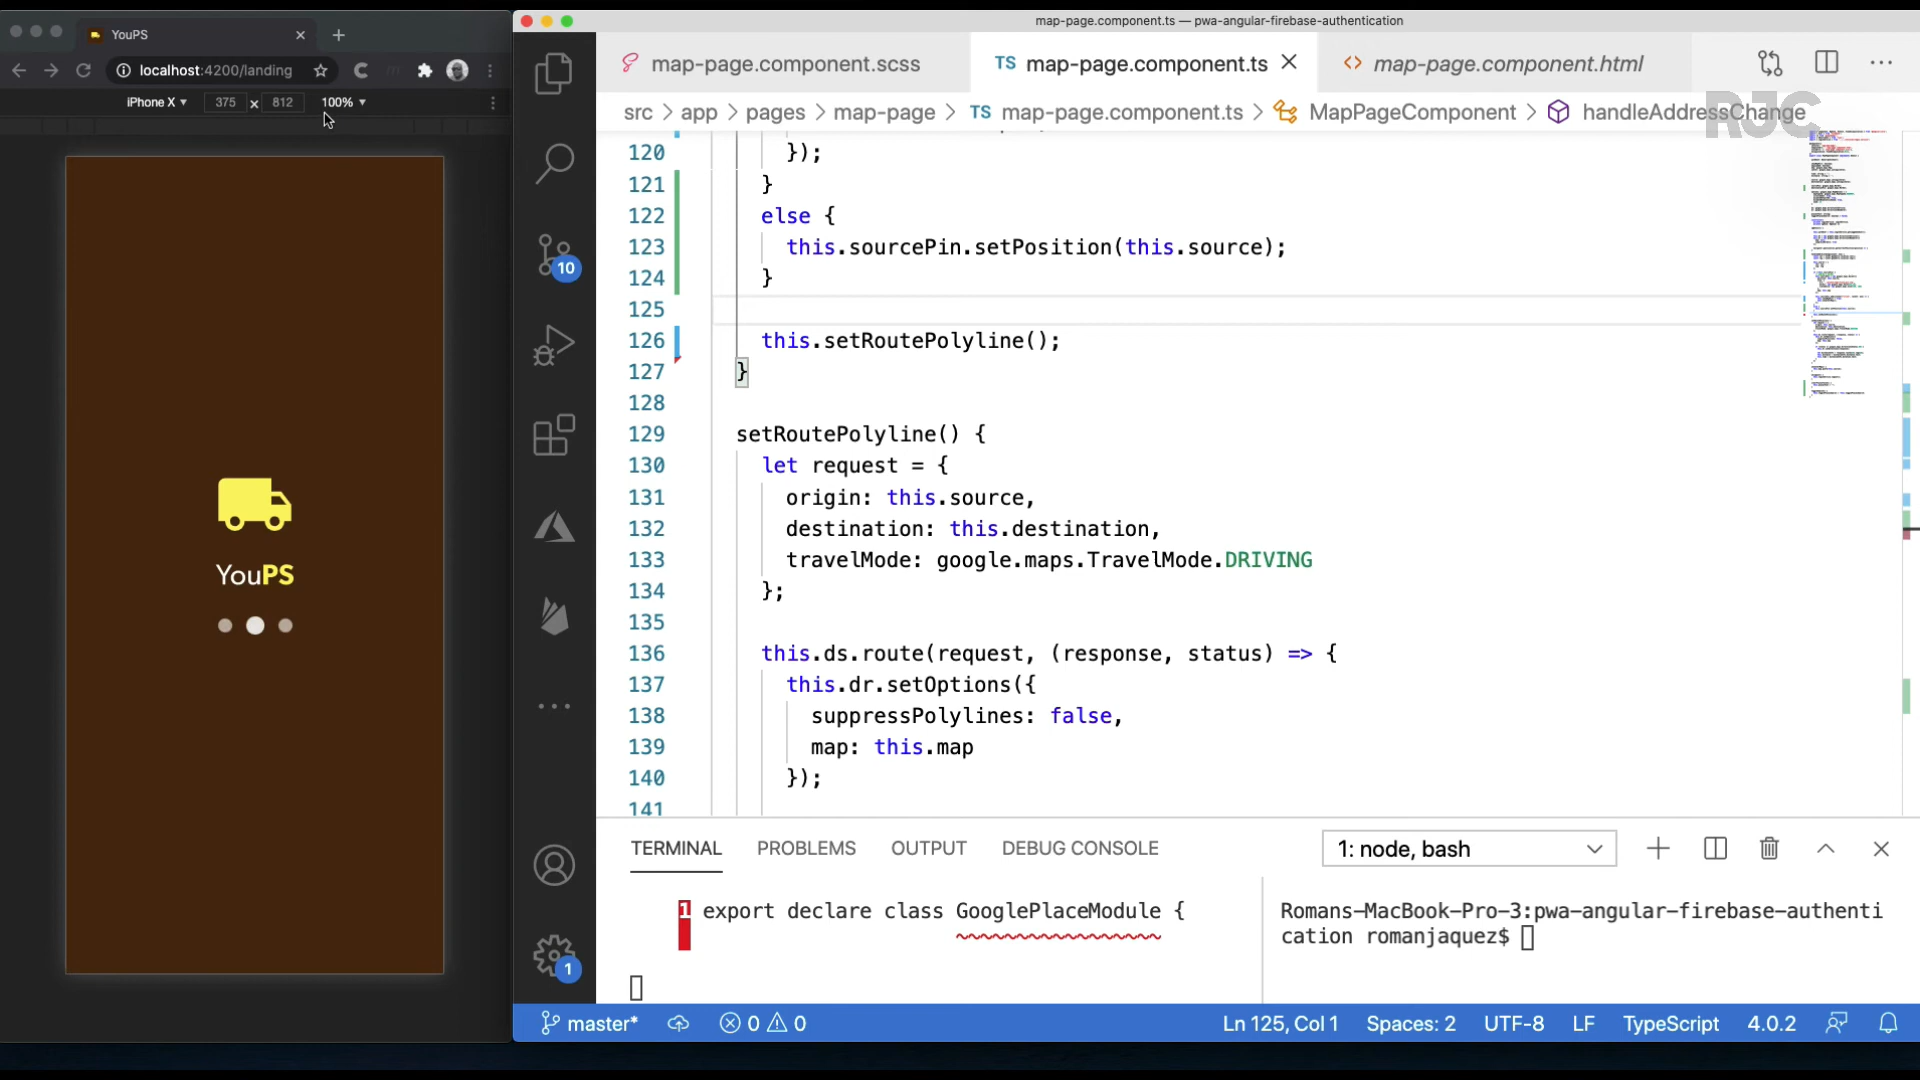 YouPS
localhost:4200/landing
iPhone X 375 x 812 100%
YouPS
map-page.component.ts — pwa-angular-firebase-authentication
map-page.component.scss
TS map-page.component.ts
map-page.component.html
src > app > pages > map-page > TS map-page.component.ts > MapPageComponent > handleAddressChange
RJC
120 });
121 }
122 else {
123 this.sourcePin.setPosition(this.source);
124 }
125
126 this.setRoutePolyline();
127 }
128
129 setRoutePolyline() {
130 let request = {
131 origin: this.source,
132 destination: this.destination,
133 travelMode: google.maps.TravelMode.DRIVING
134 };
135
136 this.ds.route(request, (response, status) => {
137 this.dr.setOptions({
138 suppressPolylines: false,
139 map: this.map
140 });
141
10
1
TERMINAL PROBLEMS OUTPUT DEBUG CONSOLE
1: node, bash
1 export declare class GooglePlaceModule {
Romans-MacBook-Pro-3:pwa-angular-firebase-authenti
cation romanjaquez$
master* 0 0 Ln 125, Col 1 Spaces: 2 UTF-8 LF TypeScript 4.0.2